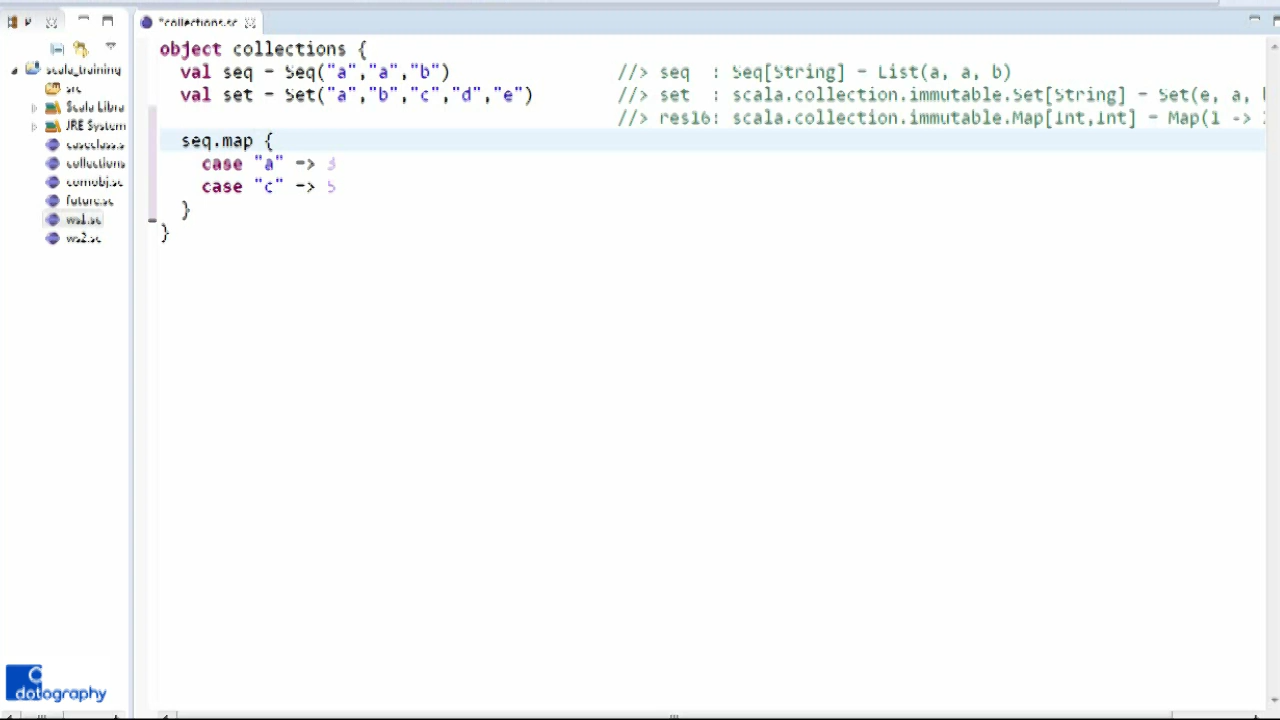 *collections.sc
object collections {
val seq = Seq("a","a","b") //> seq : Seq[String] = List(a, a, b)
val set = Set("a","b","c","d","e") //> set : scala.collection.immutable.Set[String] = Set(e, a,
//> res16: scala.collection.immutable.Map[Int,Int] = Map(1 ->
seq.map {
case "a" => 3
case "c" => 5
}
}
scala_training
src
Scala Libra
JRE System
caseclass.s
collections
comobj.sc
future.sc
ws1.sc
ws2.sc
datography